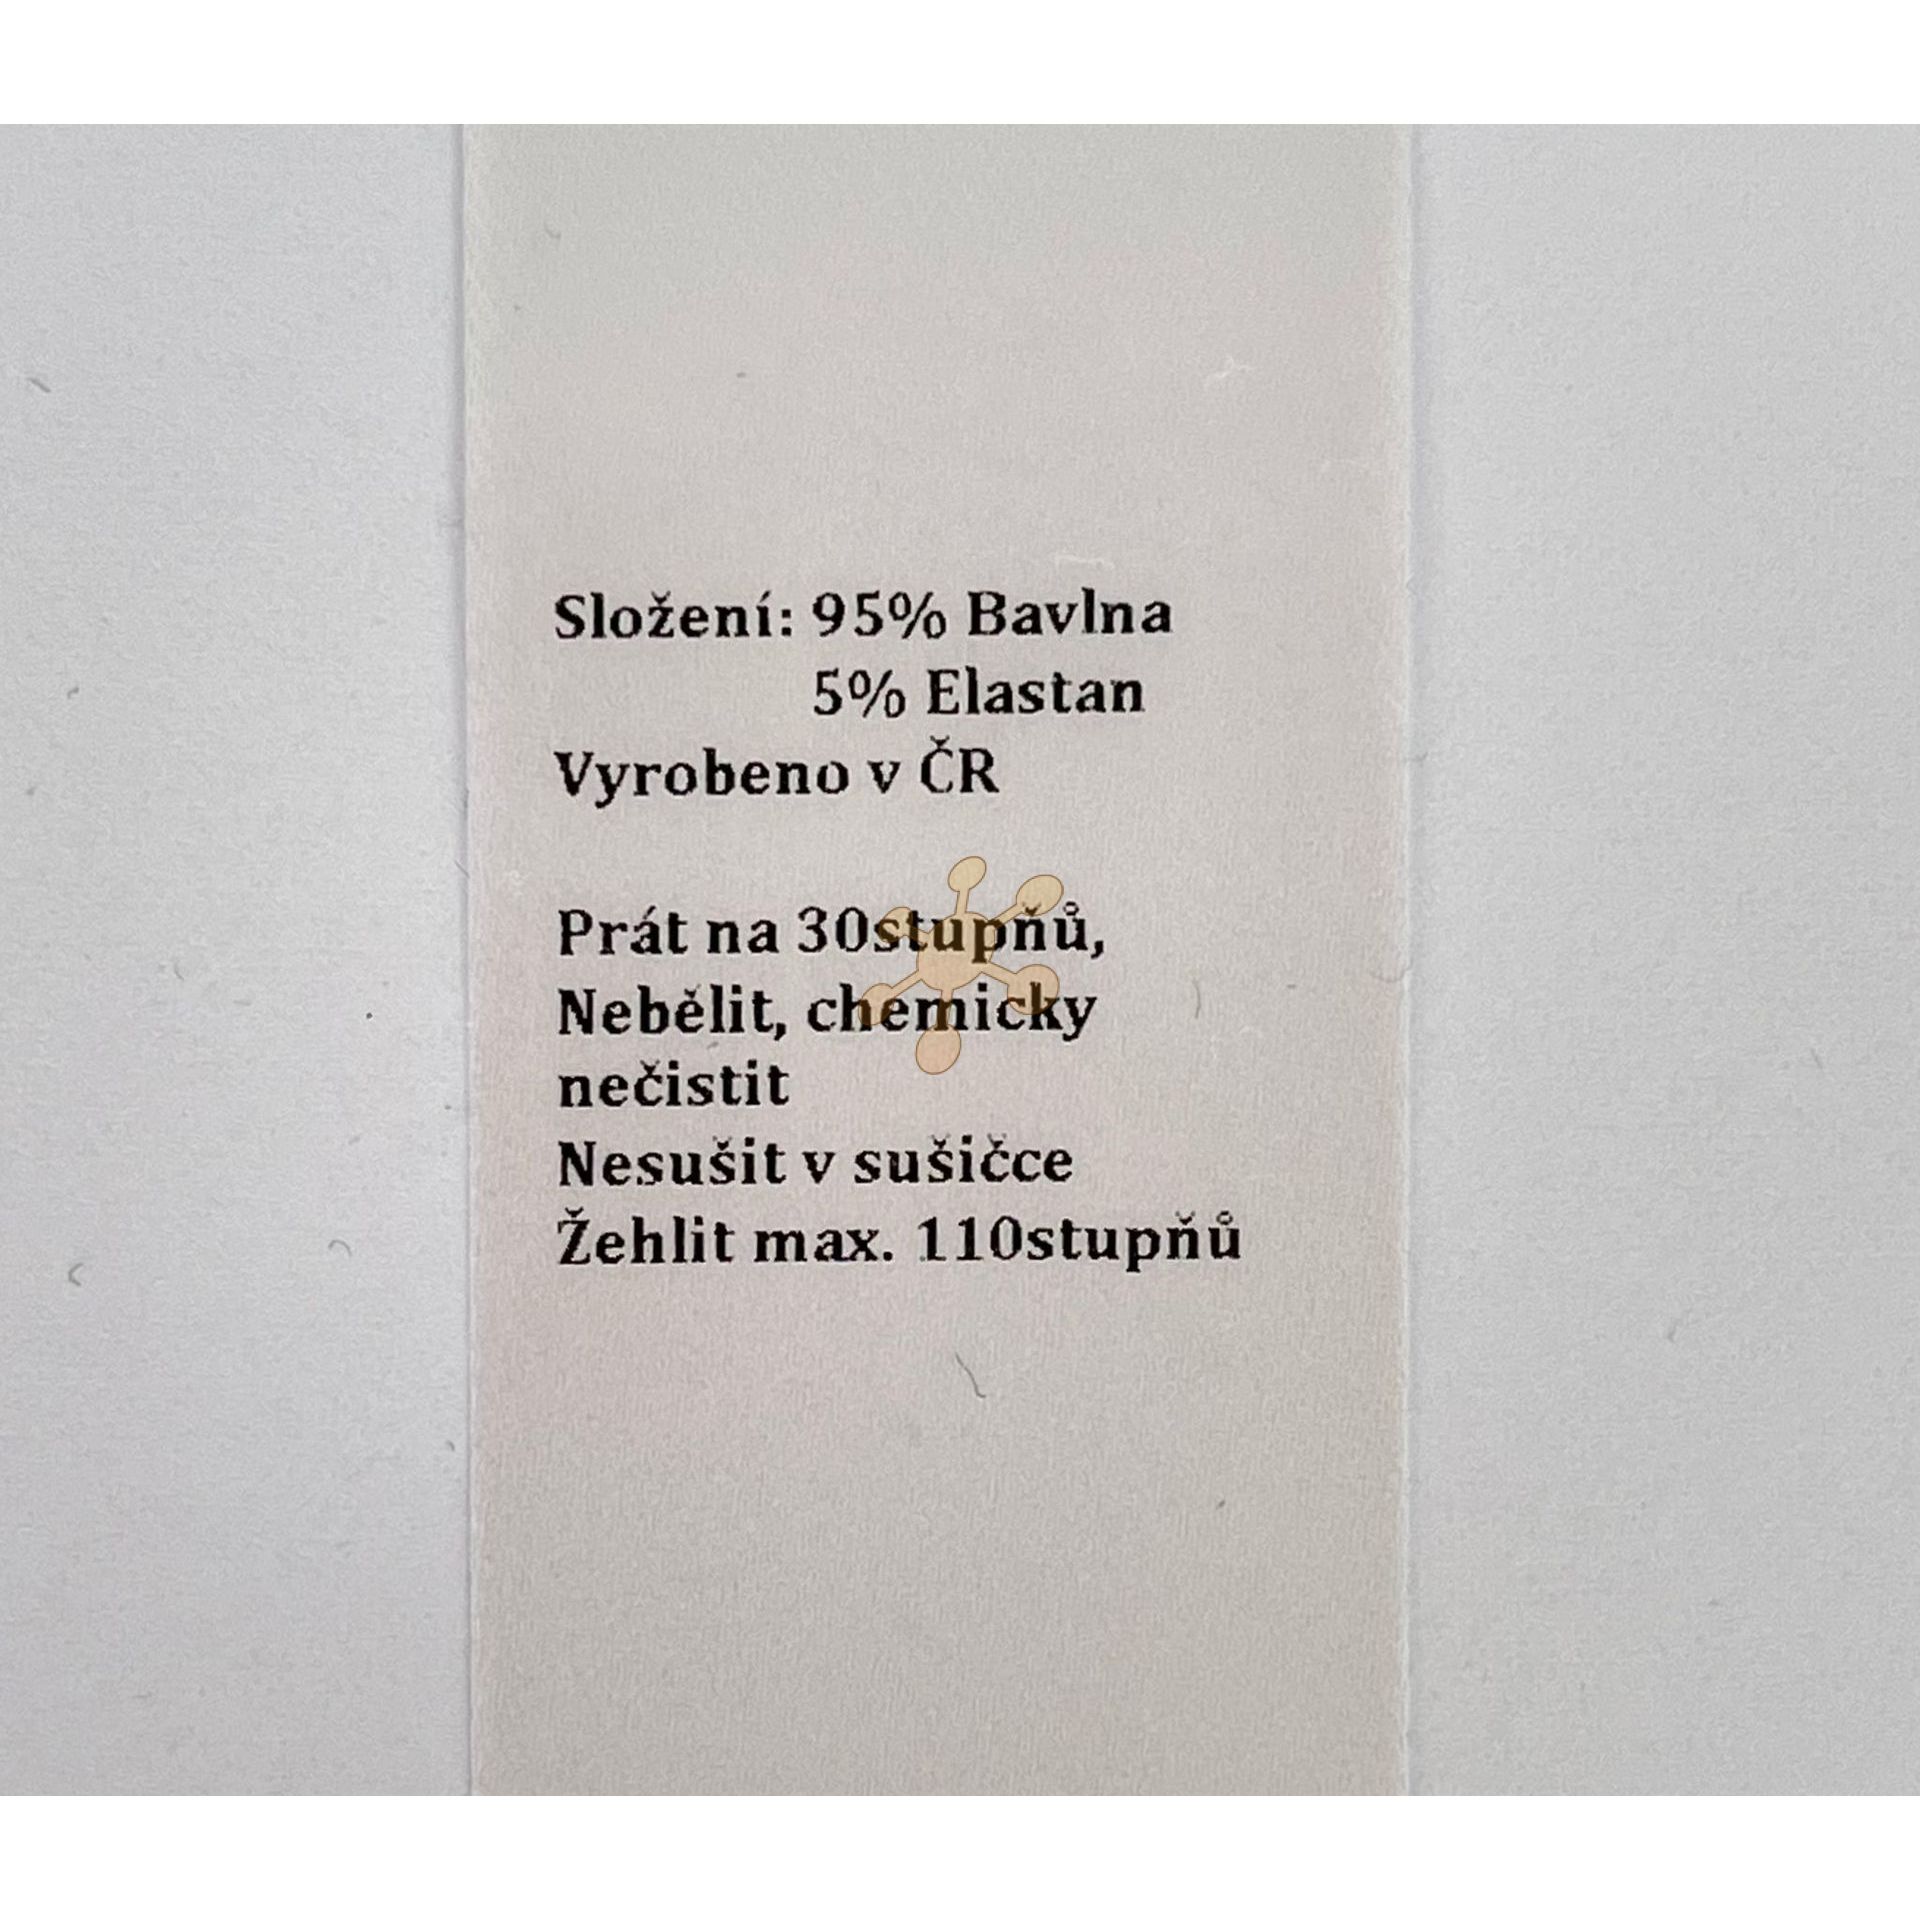 Složení: 95% Bavlna
5% Elastan
Vyrobeno v ČR
Prát na 30stupňů,
Nebělit, chemicky
nečistit
Nesušit v sušičce
Žehlit max. 110stupňů